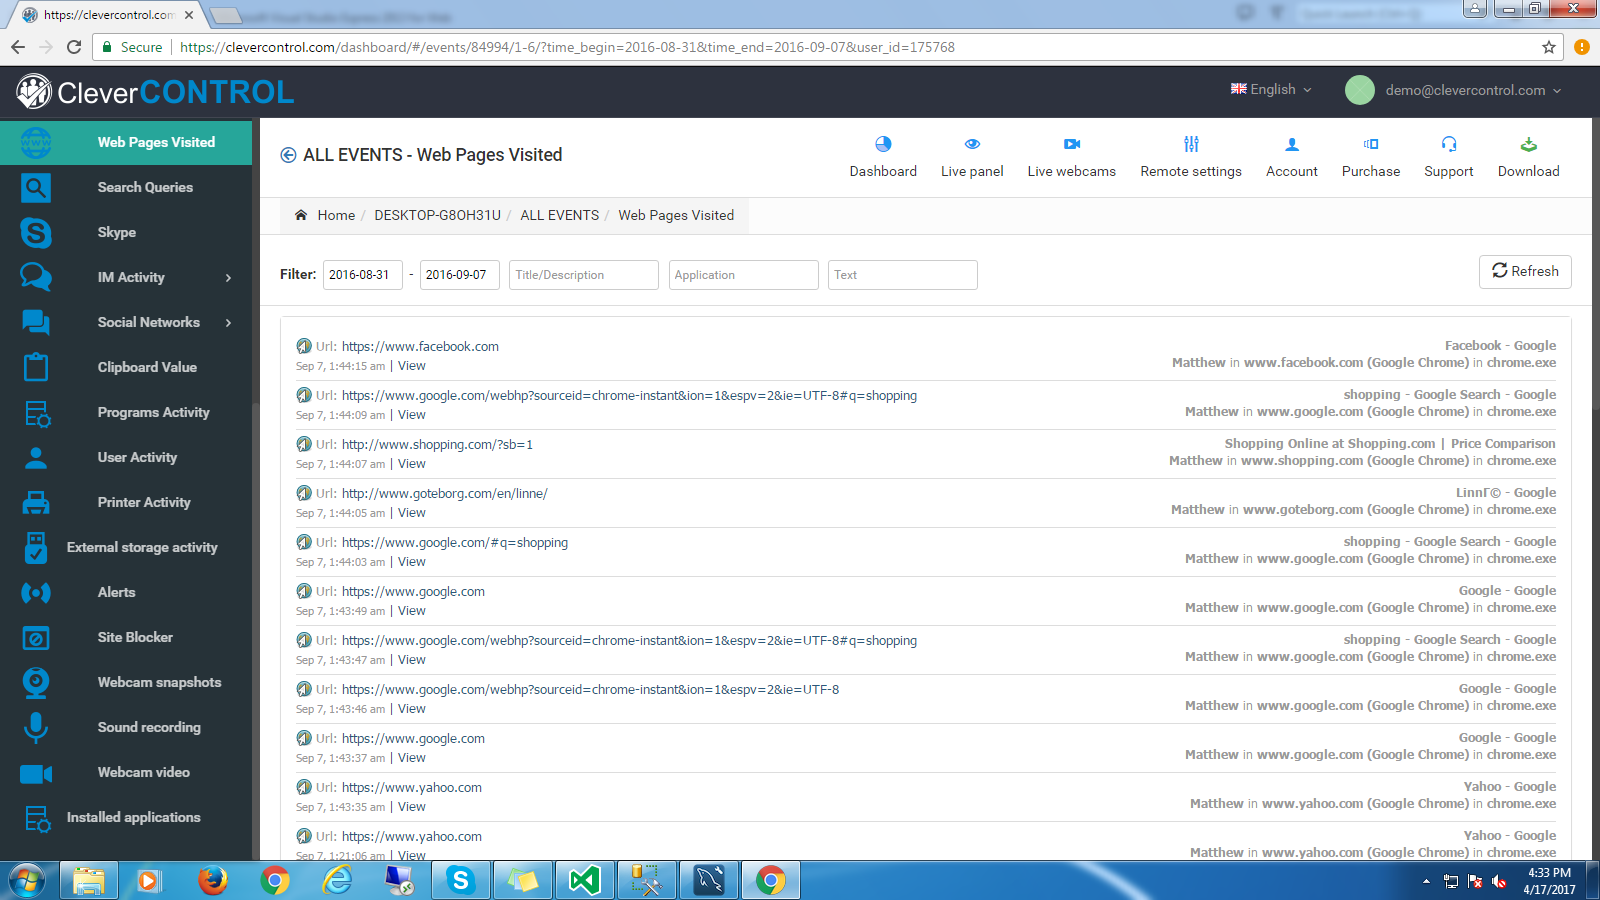 https://clevercontrol.com
Secure
https://clevercontrol.com/dashboard/#/events/84994/1-6/?time_begin=2016-08-31&time_end=2016-09-07&user_id=175768
CleverCONTROL
English
demo@clevercontrol.com
Web Pages Visited
Search Queries
Skype
IM Activity
Social Networks
Clipboard Value
Programs Activity
User Activity
Printer Activity
External storage activity
Alerts
Site Blocker
Webcam snapshots
Sound recording
Webcam video
Installed applications
ALL EVENTS - Web Pages Visited
Dashboard
Live panel
Live webcams
Remote settings
Account
Purchase
Support
Download
Home / DESKTOP-G8OH31U / ALL EVENTS / Web Pages Visited
Filter: 2016-08-31 - 2016-09-07 Title/Description Application Text
Refresh
Url: https://www.facebook.com
Facebook - Google
Sep 7, 1:44:15 am | View
Matthew in www.facebook.com (Google Chrome) in chrome.exe
Url: https://www.google.com/webhp?sourceid=chrome-instant&ion=1&espv=2&ie=UTF-8#q=shopping
shopping - Google Search - Google
Sep 7, 1:44:09 am | View
Matthew in www.google.com (Google Chrome) in chrome.exe
Url: http://www.shopping.com/?sb=1
Shopping Online at Shopping.com | Price Comparison
Sep 7, 1:44:07 am | View
Matthew in www.shopping.com (Google Chrome) in chrome.exe
Url: http://www.goteborg.com/en/linne/
LinnГ© - Google
Sep 7, 1:44:05 am | View
Matthew in www.goteborg.com (Google Chrome) in chrome.exe
Url: https://www.google.com/#q=shopping
shopping - Google Search - Google
Sep 7, 1:44:03 am | View
Matthew in www.google.com (Google Chrome) in chrome.exe
Url: https://www.google.com
Google - Google
Sep 7, 1:43:49 am | View
Matthew in www.google.com (Google Chrome) in chrome.exe
Url: https://www.google.com/webhp?sourceid=chrome-instant&ion=1&espv=2&ie=UTF-8#q=shopping
shopping - Google Search - Google
Sep 7, 1:43:47 am | View
Matthew in www.google.com (Google Chrome) in chrome.exe
Url: https://www.google.com/webhp?sourceid=chrome-instant&ion=1&espv=2&ie=UTF-8
Google - Google
Sep 7, 1:43:46 am | View
Matthew in www.google.com (Google Chrome) in chrome.exe
Url: https://www.google.com
Google - Google
Sep 7, 1:43:37 am | View
Matthew in www.google.com (Google Chrome) in chrome.exe
Url: https://www.yahoo.com
Yahoo - Google
Sep 7, 1:43:35 am | View
Matthew in www.yahoo.com (Google Chrome) in chrome.exe
Url: https://www.yahoo.com
Yahoo - Google
Sep 7, 1:21:06 am | View
Matthew in www.yahoo.com (Google Chrome) in chrome.exe
4:33 PM
4/17/2017